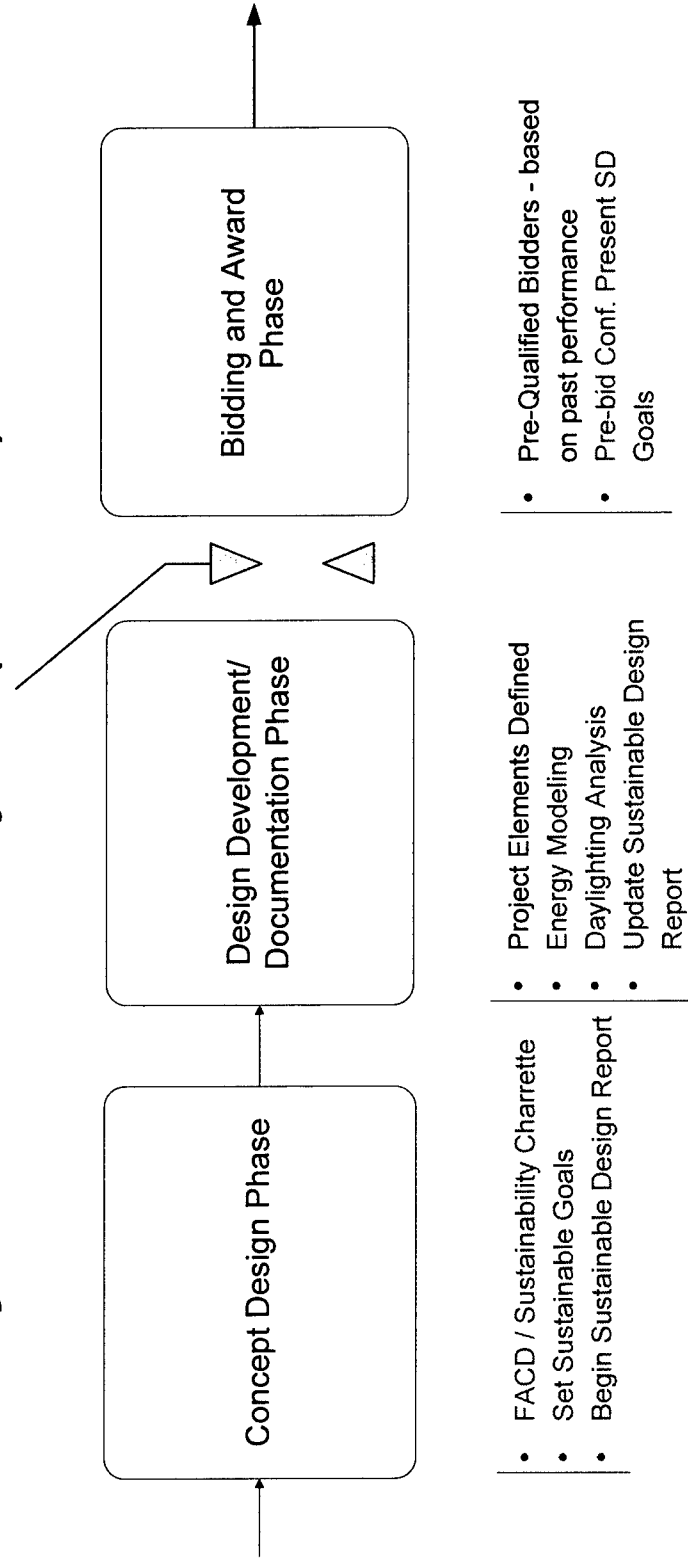 Concept Design Phase
Design Development/
Documentation Phase
Bidding and Award
Phase
• FACD / Sustainability Charrette
• Set Sustainable Goals
• Begin Sustainable Design Report
• Project Elements Defined
• Energy Modeling
• Daylighting Analysis
• Update Sustainable Design
Report
• Pre-Qualified Bidders - based
on past performance
• Pre-bid Conf. Present SD
Goals